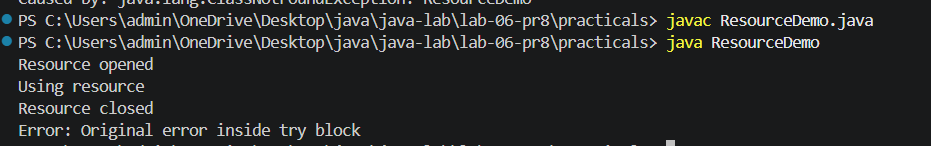 Caused by: java.lang.ClassNotFoundException: ResourceDemo
PS C:\Users\admin\OneDrive\Desktop\java\java-lab\lab-06-pr8\practicals> javac ResourceDemo.java
PS C:\Users\admin\OneDrive\Desktop\java\java-lab\lab-06-pr8\practicals> java ResourceDemo
Resource opened
Using resource
Resource closed
Error: Original error inside try block